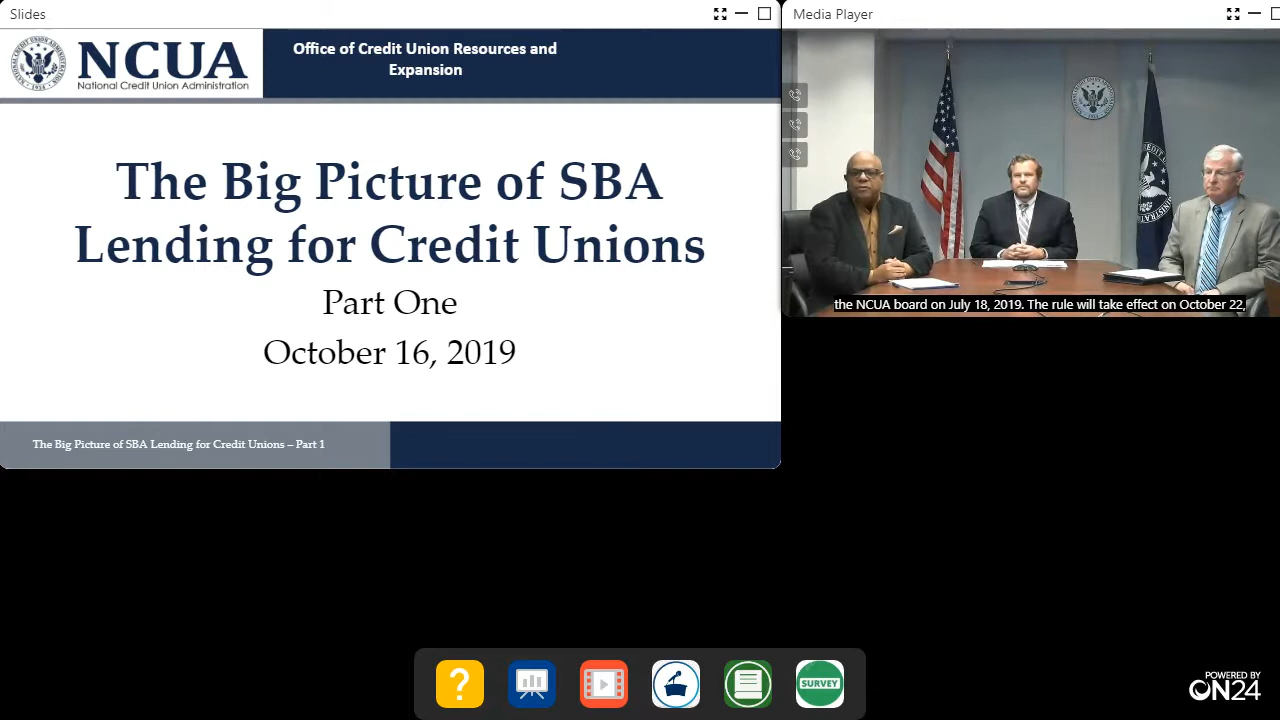 Slides
Media Player
NCUA
National Credit Union Administration
Office of Credit Union Resources and
Expansion
The Big Picture of SBA
Lending for Credit Unions
Part One
October 16, 2019
The Big Picture of SBA Lending for Credit Unions – Part 1
the NCUA board on July 18, 2019. The rule will take effect on October 22,
?
SURVEY
POWERED BY
ON24